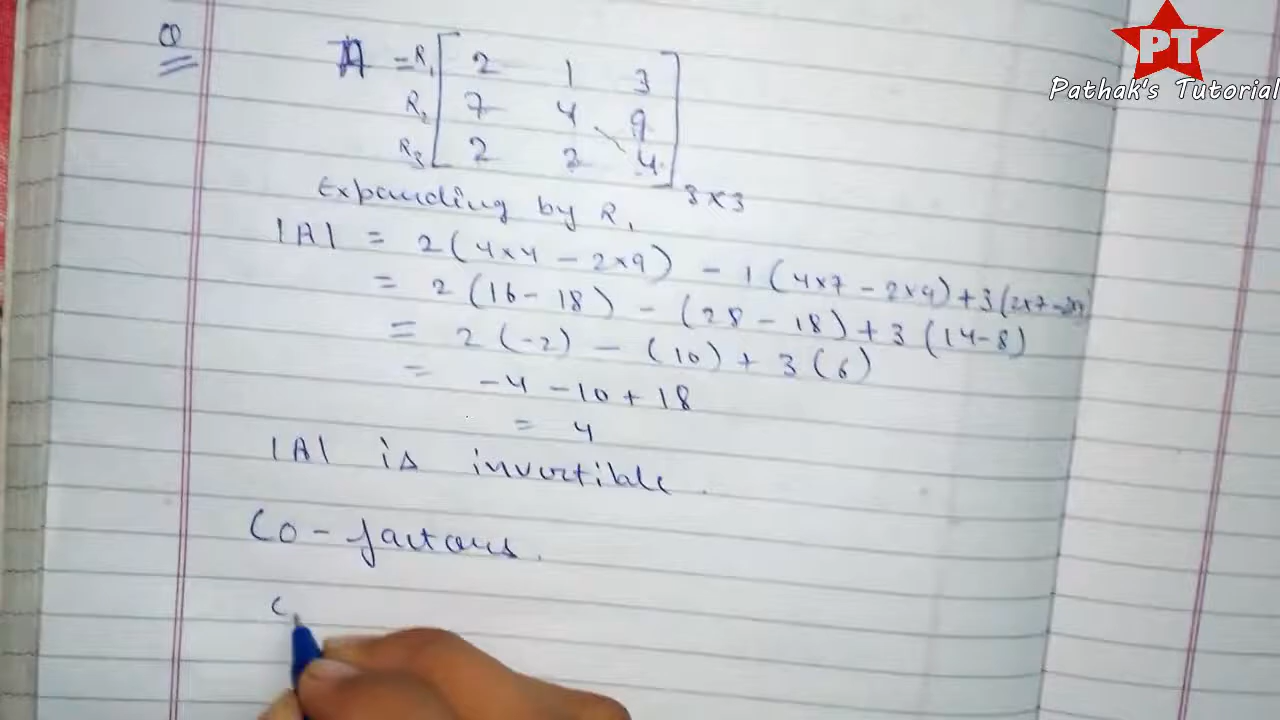 Q
A = R1 [ 2 1 3
R2 7 4 9
R3 2 2 4 ] 3×3
Expanding by R1
|A| = 2(4×4 - 2×9) - 1(4×7 - 2×9) + 3(2×7
= 2(16 - 18) - (28 - 18) + 3(14 - 8)
= 2(-2) - (10) + 3(6)
= -4 - 10 + 18
= 4
|A| is invertible.
Co-factors.
PT
Pathak's Tutorial